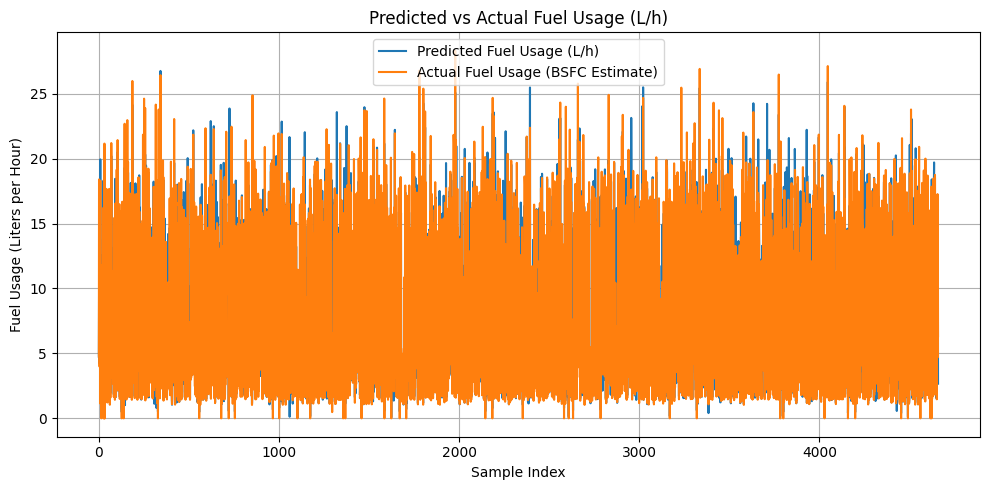 Predicted vs Actual Fuel Usage (L/h)
Predicted Fuel Usage (L/h)
Actual Fuel Usage (BSFC Estimate)
Fuel Usage (Liters per Hour)
25
20
15
10
5
0
0 1000 2000 3000 4000
Sample Index